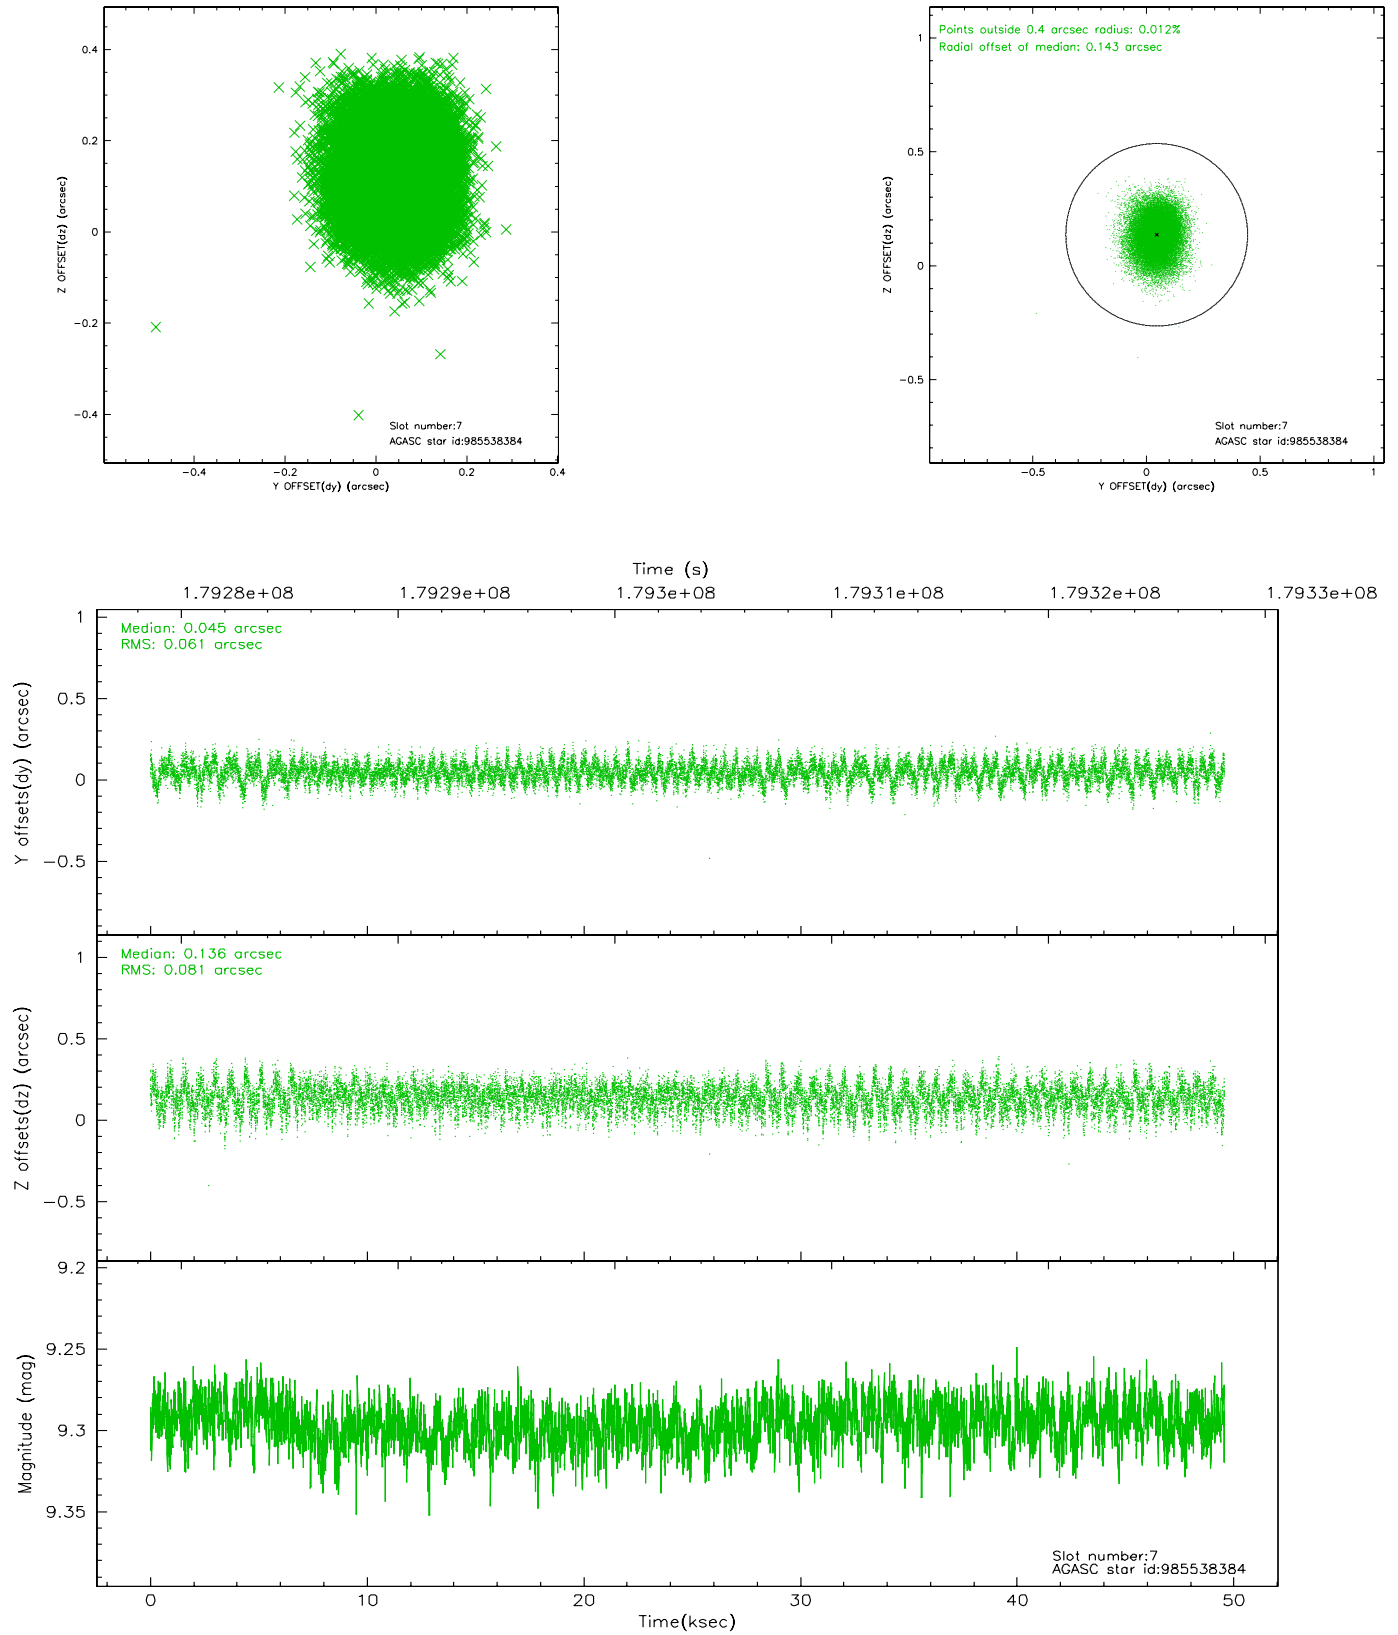 0.4
0.2
0
−0.2
−0.4
Z OFFSET(dz) (arcsec)
Slot number:7
AGASC star id:985538384
−0.4 −0.2 0 0.2 0.4
Y OFFSET(dy) (arcsec)
Points outside 0.4 arcsec radius: 0.012%
Radial offset of median: 0.143 arcsec
1
0.5
0
−0.5
Z OFFSET(dz) (arcsec)
Slot number:7
AGASC star id:985538384
−0.5 0 0.5 1
Y OFFSET(dy) (arcsec)
Time (s)
1.7928e+08 1.7929e+08 1.793e+08 1.7931e+08 1.7932e+08 1.7933e+08
Median: 0.045 arcsec
RMS: 0.061 arcsec
1
0.5
0
−0.5
Y offsets(dy) (arcsec)
Median: 0.136 arcsec
RMS: 0.081 arcsec
1
0.5
0
−0.5
Z offsets(dz) (arcsec)
9.2
9.25
9.3
9.35
Magnitude (mag)
Slot number:7
AGASC star id:985538384
0 10 20 30 40 50
Time(ksec)